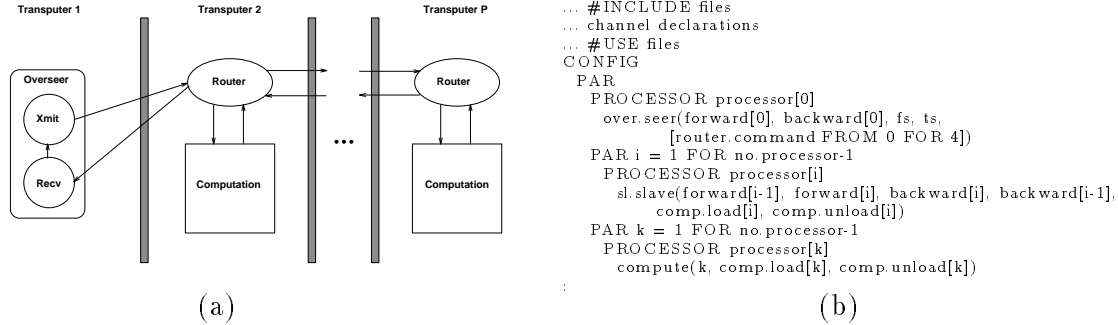 Transputer 1
Transputer 2
Transputer P
Overseer
Xmit
Recv
Router
Computation
...
Router
Computation
(a)
... #INCLUDE files
... channel declarations
... #USE files
CONFIG
PAR
PROCESSOR processor[0]
over.seer(forward[0], backward[0], fs, ts,
[router.command FROM 0 FOR 4])
PAR i = 1 FOR no.processor-1
PROCESSOR processor[i]
sl.slave(forward[i-1], forward[i], backward[i], backward[i-1],
comp.load[i], comp.unload[i])
PAR k = 1 FOR no.processor-1
PROCESSOR processor[k]
compute(k, comp.load[k], comp.unload[k])
:
(b)